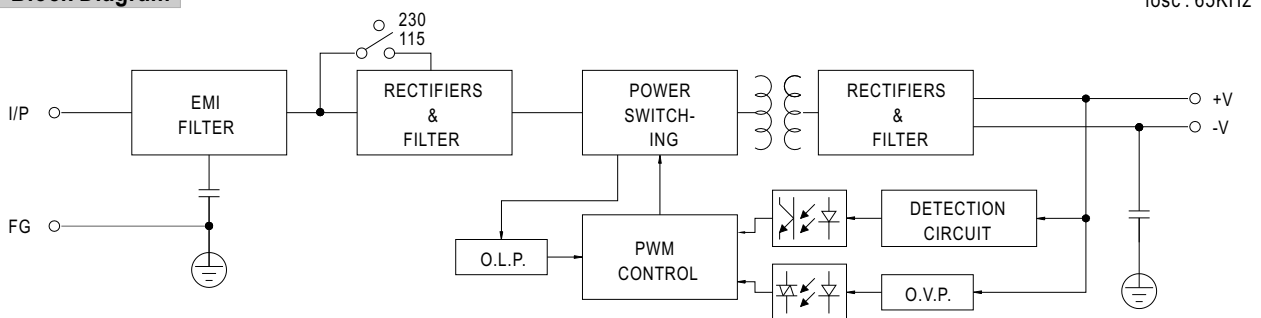 Block Diagram
fosc : 65KHz
230
115
I/P
EMI
FILTER
RECTIFIERS
&
FILTER
POWER
SWITCH-
ING
RECTIFIERS
&
FILTER
+V
-V
FG
O.L.P.
PWM
CONTROL
DETECTION
CIRCUIT
O.V.P.